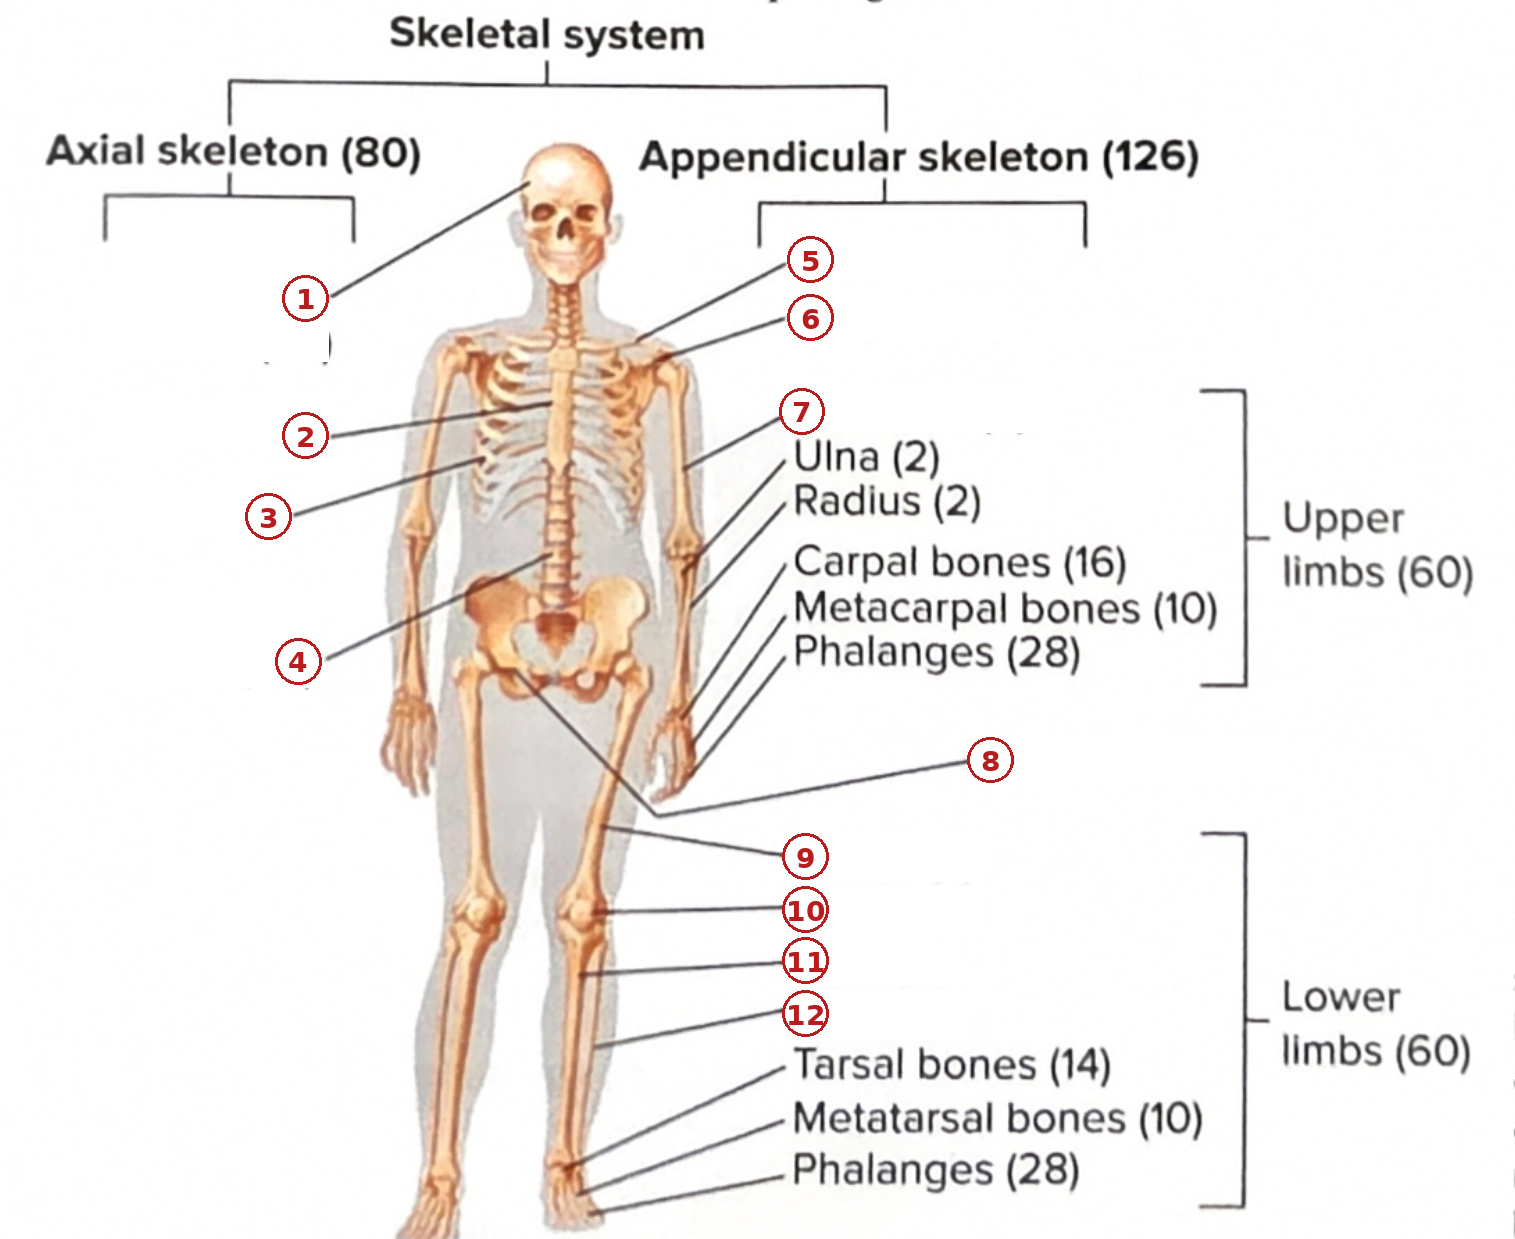 Skeletal system
Axial skeleton (80)
Appendicular skeleton (126)
1
5
6
2
7
3
Ulna (2)
Radius (2)
Carpal bones (16)
Metacarpal bones (10)
Phalanges (28)
Upper
limbs (60)
4
8
9
10
11
12
Tarsal bones (14)
Metatarsal bones (10)
Phalanges (28)
Lower
limbs (60)